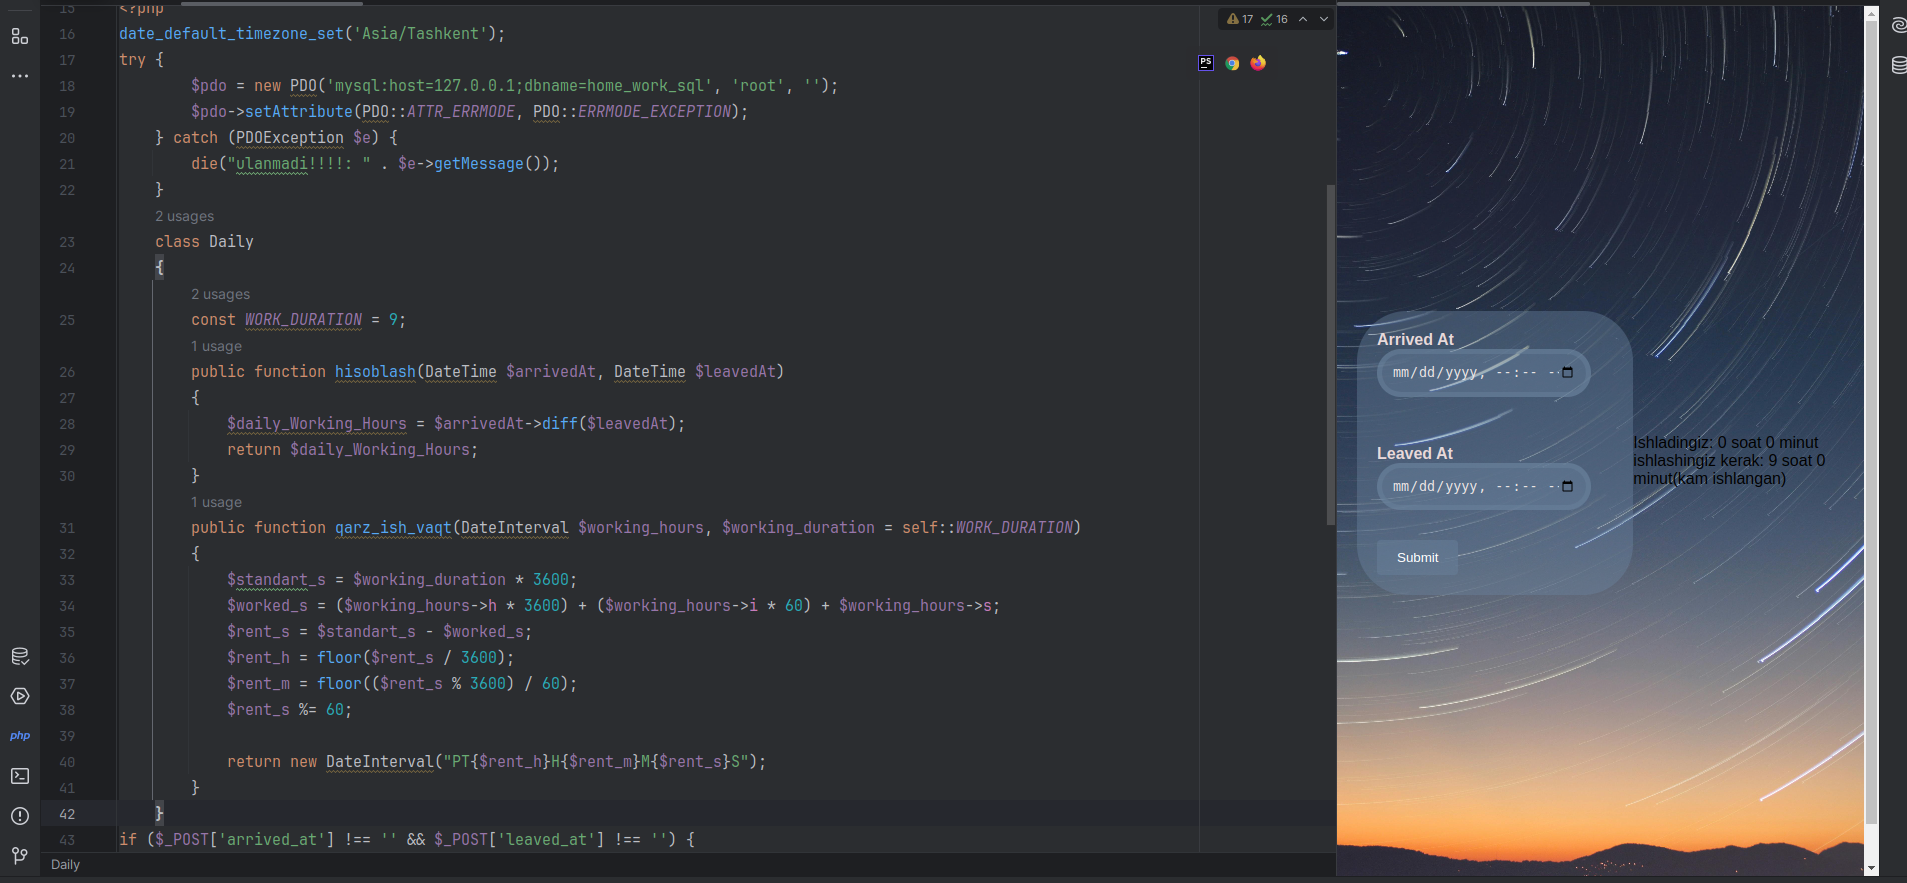 15 <?php
16 date_default_timezone_set('Asia/Tashkent');
17 try {
18 $pdo = new PDO('mysql:host=127.0.0.1;dbname=home_work_sql', 'root', '');
19 $pdo->setAttribute(PDO::ATTR_ERRMODE, PDO::ERRMODE_EXCEPTION);
20 } catch (PDOException $e) {
21 die("ulanmadi!!!!: " . $e->getMessage());
22 }
2 usages
23 class Daily
24 {
2 usages
25 const WORK_DURATION = 9;
1 usage
26 public function hisoblash(DateTime $arrivedAt, DateTime $leavedAt)
27 {
28 $daily_Working_Hours = $arrivedAt->diff($leavedAt);
29 return $daily_Working_Hours;
30 }
1 usage
31 public function qarz_ish_vaqt(DateInterval $working_hours, $working_duration = self::WORK_DURATION)
32 {
33 $standart_s = $working_duration * 3600;
34 $worked_s = ($working_hours->h * 3600) + ($working_hours->i * 60) + $working_hours->s;
35 $rent_s = $standart_s - $worked_s;
36 $rent_h = floor($rent_s / 3600);
37 $rent_m = floor(($rent_s % 3600) / 60);
38 $rent_s %= 60;
39
40 return new DateInterval("PT{$rent_h}H{$rent_m}M{$rent_s}S");
41 }
42 }
43 if ($_POST['arrived_at'] !== '' && $_POST['leaved_at'] !== '') {
Daily
17 16
PS
php
Arrived At
mm/dd/yyyy, --:-- --
Leaved At
mm/dd/yyyy, --:-- --
Submit
Ishladingiz: 0 soat 0 minut
ishlashingiz kerak: 9 soat 0
minut(kam ishlangan)